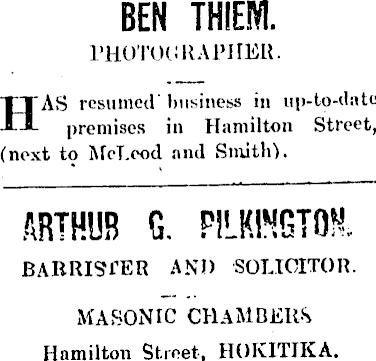 BEN THIEM.
PHOTOGRAPHER.
HAS resumed business in up-to-date
premises in Hamilton Street,
(next to McLeod and Smith).
ARTHUR G. PILKINGTON.
BARRISTER AND SOLICITOR.
MASONIC CHAMBERS
Hamilton Street, HOKITIKA.